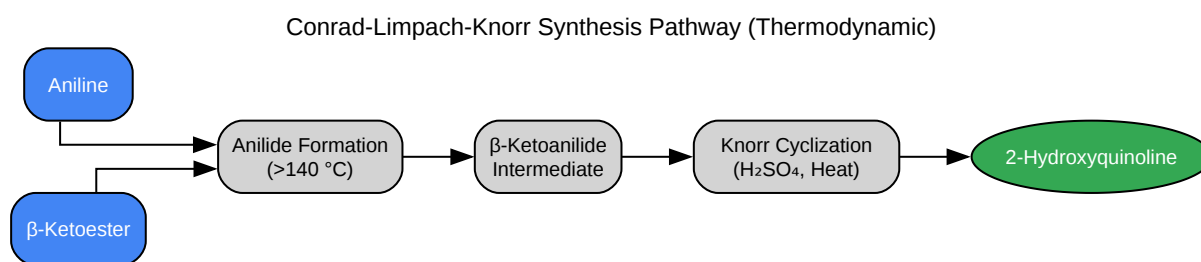 Conrad-Limpach-Knorr Synthesis Pathway (Thermodynamic)
Aniline
β-Ketoester
Anilide Formation
(>140 °C)
β-Ketoanilide
Intermediate
Knorr Cyclization
(H₂SO₄, Heat)
2-Hydroxyquinoline